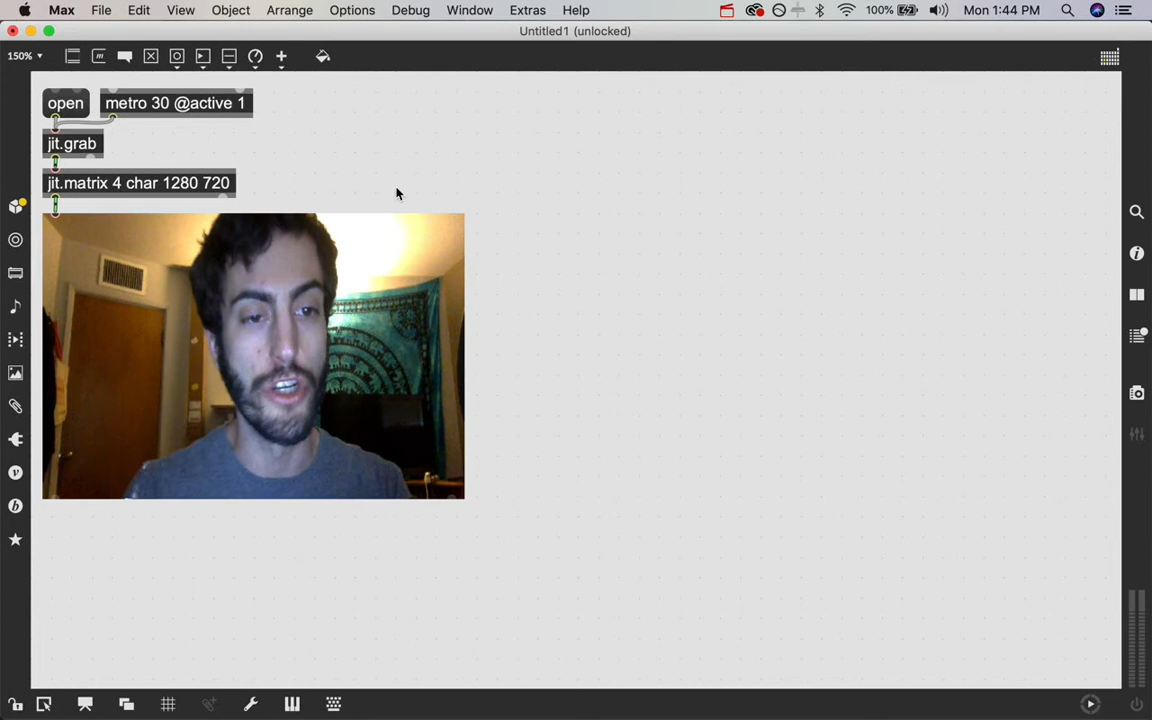 Max File Edit View Object Arrange Options Debug Window Extras Help 100% Mon 1:44 PM
Untitled1 (unlocked)
150%
open metro 30 @active 1
jit.grab
jit.matrix 4 char 1280 720